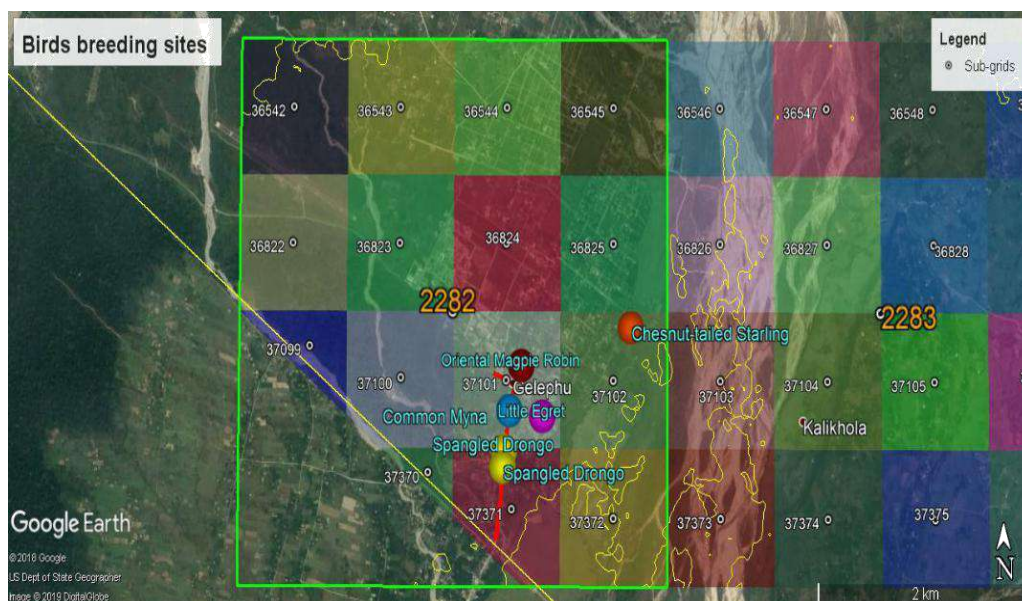 Birds breeding sites
Legend
Sub-grids
36542
36543
36544
36545
36546
36547
36548
36822
36823
36824
36825
36826
36827
36828
2282
2283
Chesnut-tailed Starling
37099
Oriental Magpie Robin
37100
37101
Gelephu
37102
37103
37104
37105
Common Myna
Little Egret
Kalikhola
Spangled Drongo
37370
Spangled Drongo
37371
37372
37373
37374
37375
Google Earth
© 2018 Google
US Dept of State Geographer
Image © 2019 DigitalGlobe
N
2 km